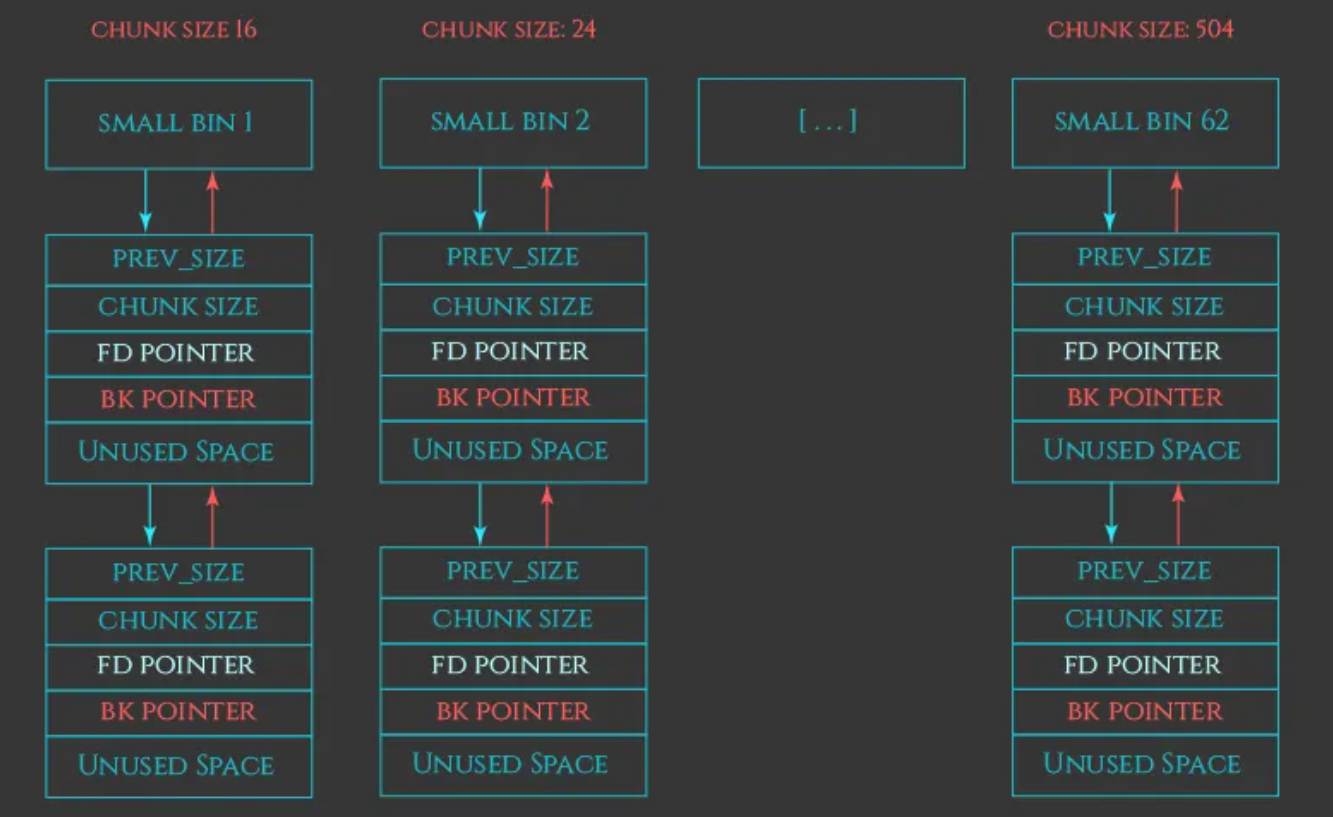 CHUNK SIZE 16
CHUNK SIZE: 24
CHUNK SIZE: 504
SMALL BIN 1
SMALL BIN 2
[ . . . ]
SMALL BIN 62
PREV_SIZE
CHUNK SIZE
FD POINTER
BK POINTER
UNUSED SPACE
PREV_SIZE
CHUNK SIZE
FD POINTER
BK POINTER
UNUSED SPACE
PREV_SIZE
CHUNK SIZE
FD POINTER
BK POINTER
UNUSED SPACE
PREV_SIZE
CHUNK SIZE
FD POINTER
BK POINTER
UNUSED SPACE
PREV_SIZE
CHUNK SIZE
FD POINTER
BK POINTER
UNUSED SPACE
PREV_SIZE
CHUNK SIZE
FD POINTER
BK POINTER
UNUSED SPACE